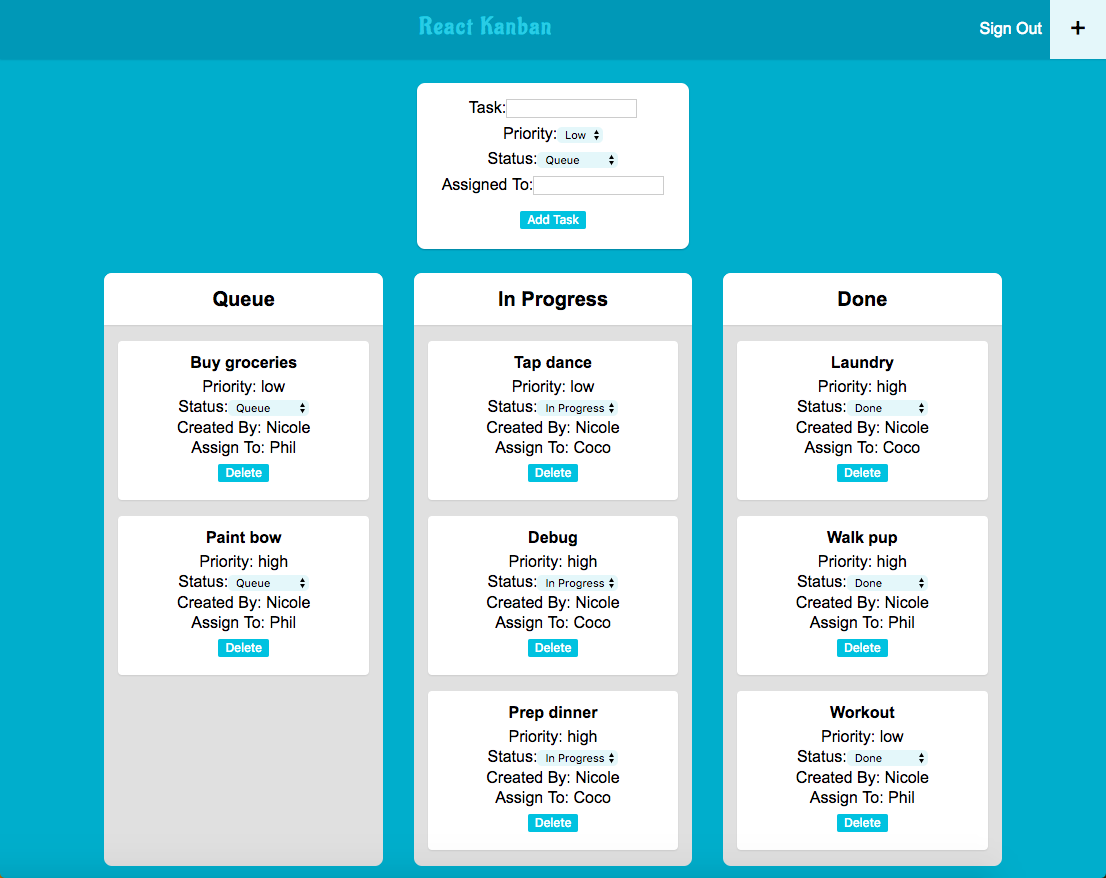 React Kanban
Sign Out
+
Task:
Priority: Low
Status: Queue
Assigned To:
Add Task
Queue
Buy groceries
Priority: low
Status: Queue
Created By: Nicole
Assign To: Phil
Delete
Paint bow
Priority: high
Status: Queue
Created By: Nicole
Assign To: Phil
Delete
In Progress
Tap dance
Priority: low
Status: In Progress
Created By: Nicole
Assign To: Coco
Delete
Debug
Priority: high
Status: In Progress
Created By: Nicole
Assign To: Coco
Delete
Prep dinner
Priority: high
Status: In Progress
Created By: Nicole
Assign To: Coco
Delete
Done
Laundry
Priority: high
Status: Done
Created By: Nicole
Assign To: Coco
Delete
Walk pup
Priority: high
Status: Done
Created By: Nicole
Assign To: Phil
Delete
Workout
Priority: low
Status: Done
Created By: Nicole
Assign To: Phil
Delete